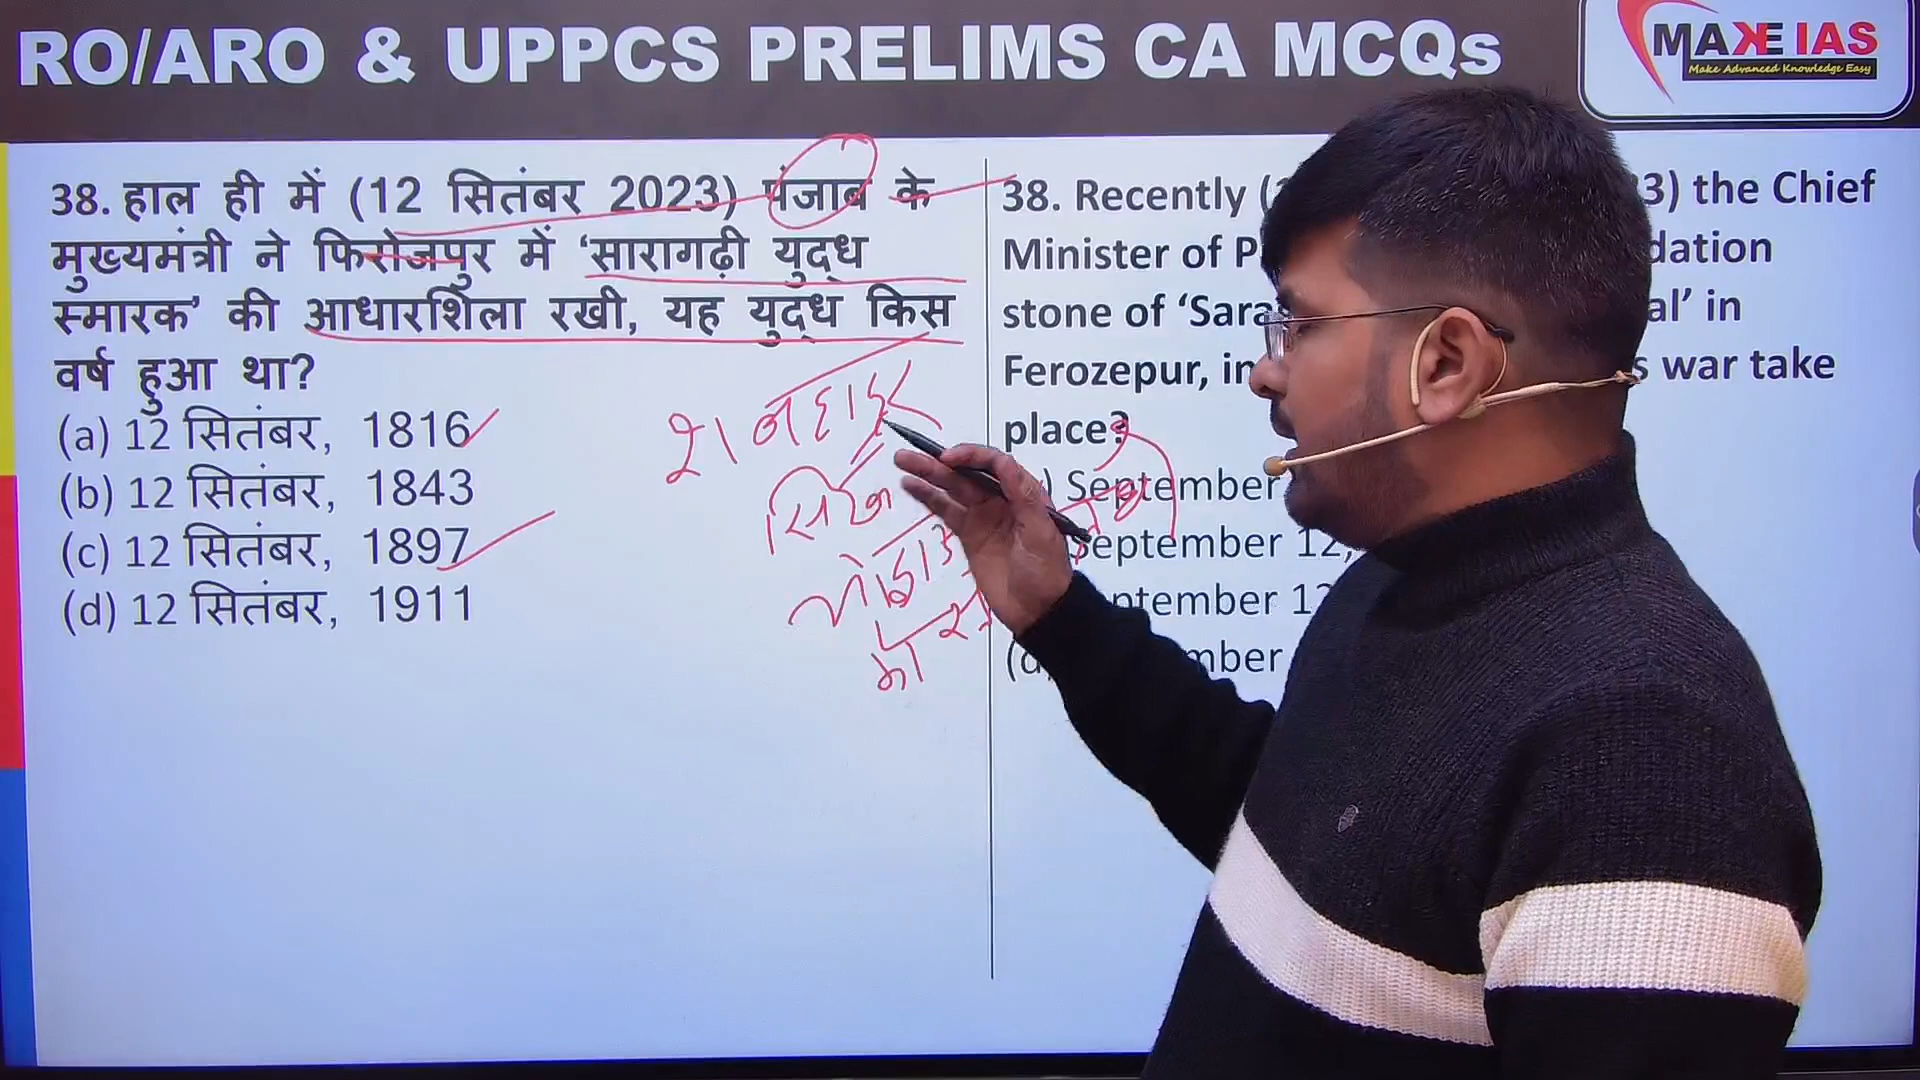 RO/ARO & UPPCS PRELIMS CA MCQs
MAKE IAS
Make Advanced Knowledge Easy
38. हाल ही में (12 सितंबर 2023) पंजाब के
मुख्यमंत्री ने फिरोजपुर में ‘सारागढ़ी युद्ध
स्मारक’ की आधारशिला रखी, यह युद्ध किस
वर्ष हुआ था?
(a) 12 सितंबर, 1816
(b) 12 सितंबर, 1843
(c) 12 सितंबर, 1897
(d) 12 सितंबर, 1911
38. Recently ( 3) the Chief
Minister of P dation
stone of ‘Sara al’ in
Ferozepur, in s war take
place?
) September
September 12,
eptember 12
(d mber